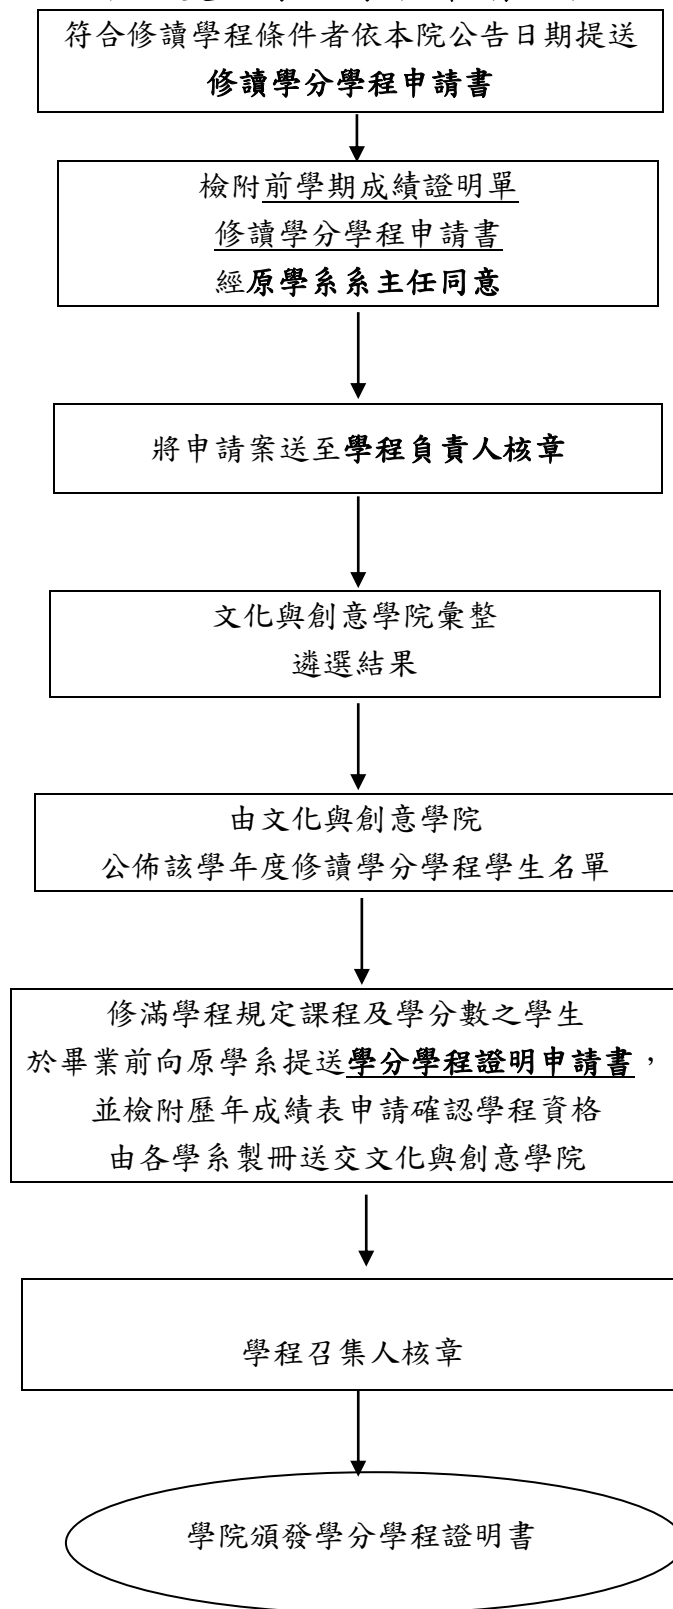 符合修讀學程條件者依本院公告日期提送
修讀學分學程申請書
檢附前學期成績證明單
修讀學分學程申請書
經原學系系主任同意
將申請案送至學程負責人核章
文化與創意學院彙整
遴選結果
由文化與創意學院
公佈該學年度修讀學分學程學生名單
修滿學程規定課程及學分數之學生
於畢業前向原學系提送學分學程證明申請書，
並檢附歷年成績表申請確認學程資格
由各學系製冊送交文化與創意學院
學程召集人核章
學院頒發學分學程證明書